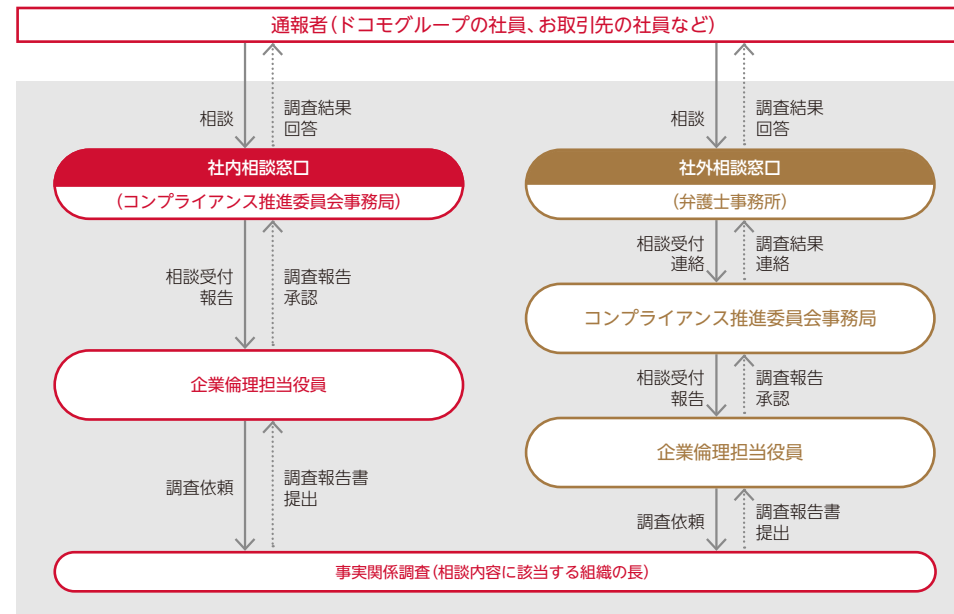 通報者(ドコモグループの社員、お取引先の社員など)
相談
調査結果
回答
社内相談窓口
(コンプライアンス推進委員会事務局)
相談受付
報告
調査報告
承認
企業倫理担当役員
調査依頼
調査報告書
提出
相談
調査結果
回答
社外相談窓口
(弁護士事務所)
相談受付
連絡
調査結果
連絡
コンプライアンス推進委員会事務局
相談受付
報告
調査報告
承認
企業倫理担当役員
調査依頼
調査報告書
提出
事実関係調査(相談内容に該当する組織の長)